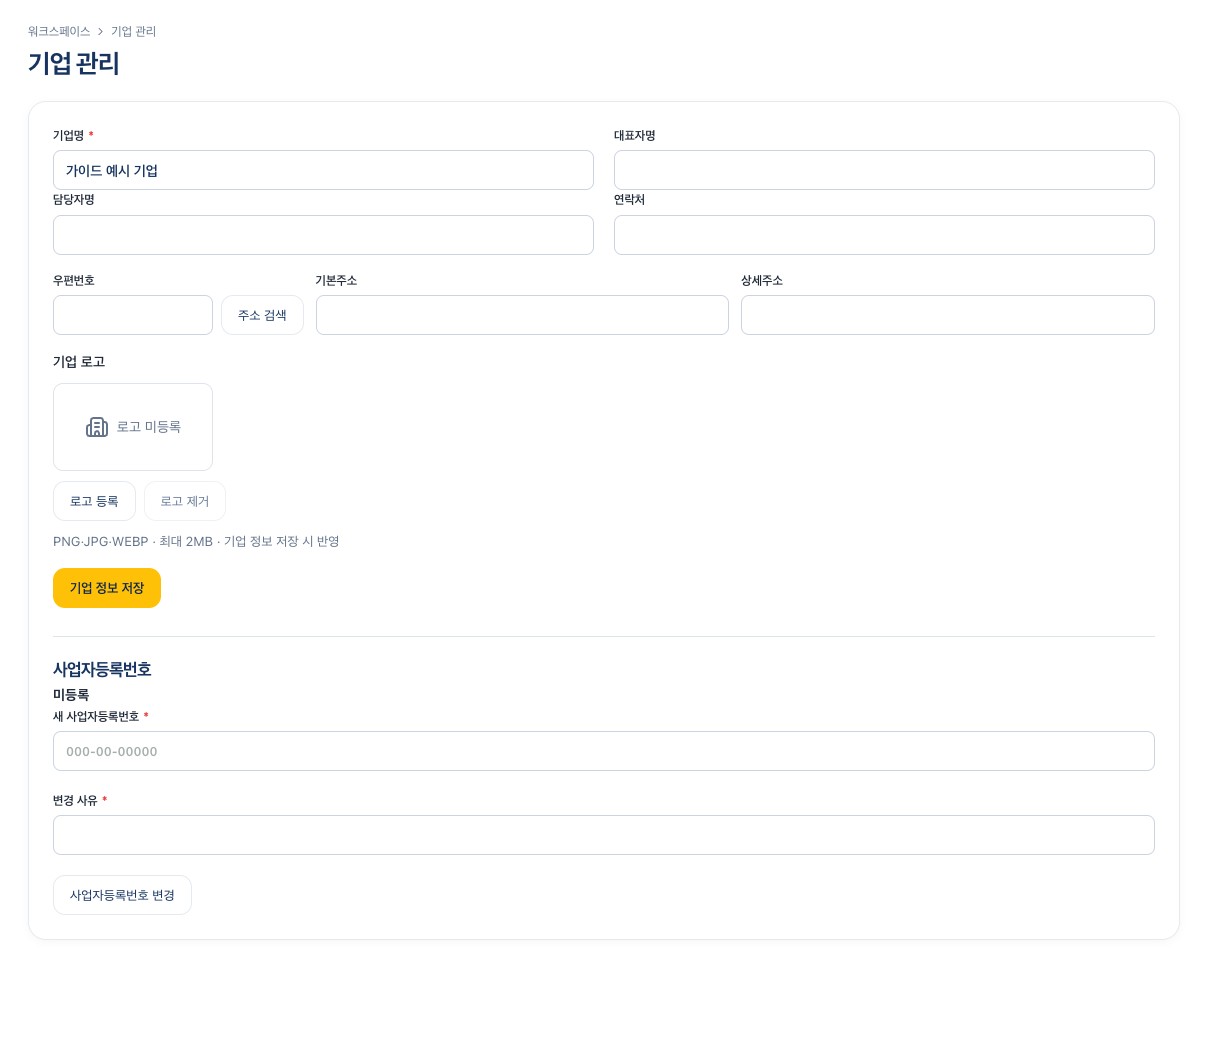 워크스페이스 > 기업 관리
기업 관리
기업명 * 대표자명
가이드 예시 기업
담당자명 연락처
우편번호 기본주소 상세주소
주소 검색
기업 로고
로고 미등록
로고 등록 로고 제거
PNG·JPG·WEBP · 최대 2MB · 기업 정보 저장 시 반영
기업 정보 저장
사업자등록번호
미등록
새 사업자등록번호 *
000-00-00000
변경 사유 *
사업자등록번호 변경